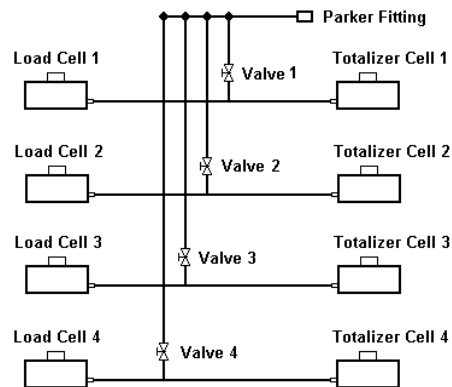 Parker Fitting
Load Cell 1
Totalizer Cell 1
Valve 1
Load Cell 2
Totalizer Cell 2
Valve 2
Load Cell 3
Totalizer Cell 3
Valve 3
Load Cell 4
Totalizer Cell 4
Valve 4